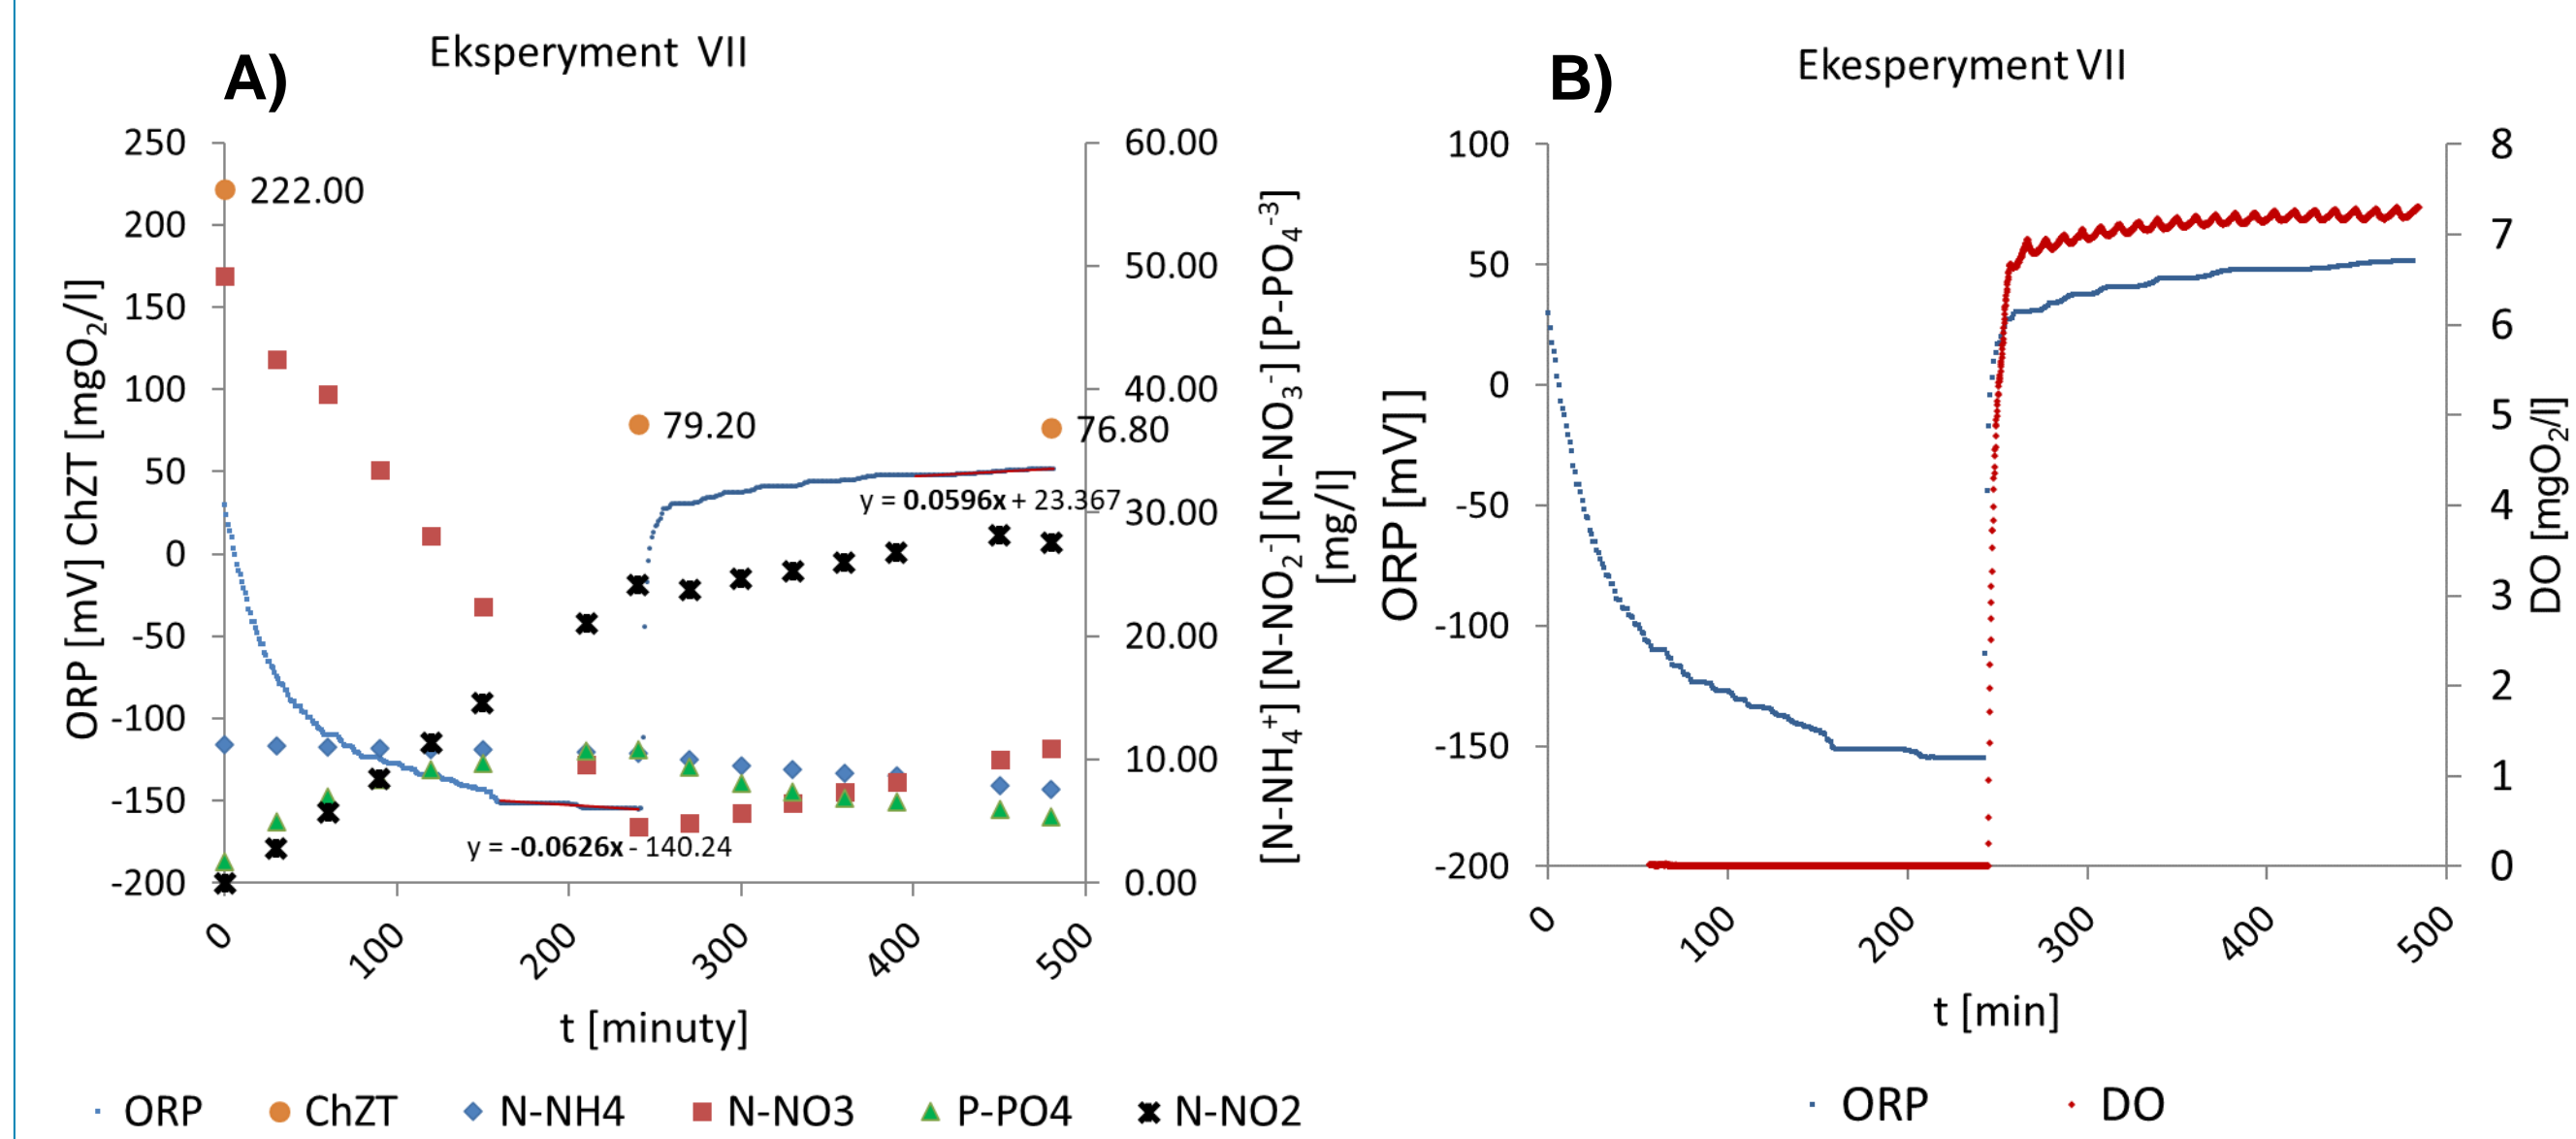 Eksperyment VII
A)
250
200
150
100
50
0
-50
-100
-150
-200
ORP [mV] ChZT [mgO2/l]
60.00
50.00
40.00
30.00
20.00
10.00
0.00
[N-NH4+] [N-NO2-] [N-NO3-] [P-PO4-3]
[mg/l]
222.00
79.20
76.80
y = 0.0596x + 23.367
y = -0.0626x - 140.24
0
100
200
300
400
500
t [minuty]
ORP
ChZT
N-NH4
N-NO3
P-PO4
N-NO2
Ekesperyment VII
B)
100
50
0
-50
-100
-150
-200
ORP [mV] ]
8
7
6
5
4
3
2
1
0
DO [mgO2/l]
0
100
200
300
400
500
t [min]
ORP
DO